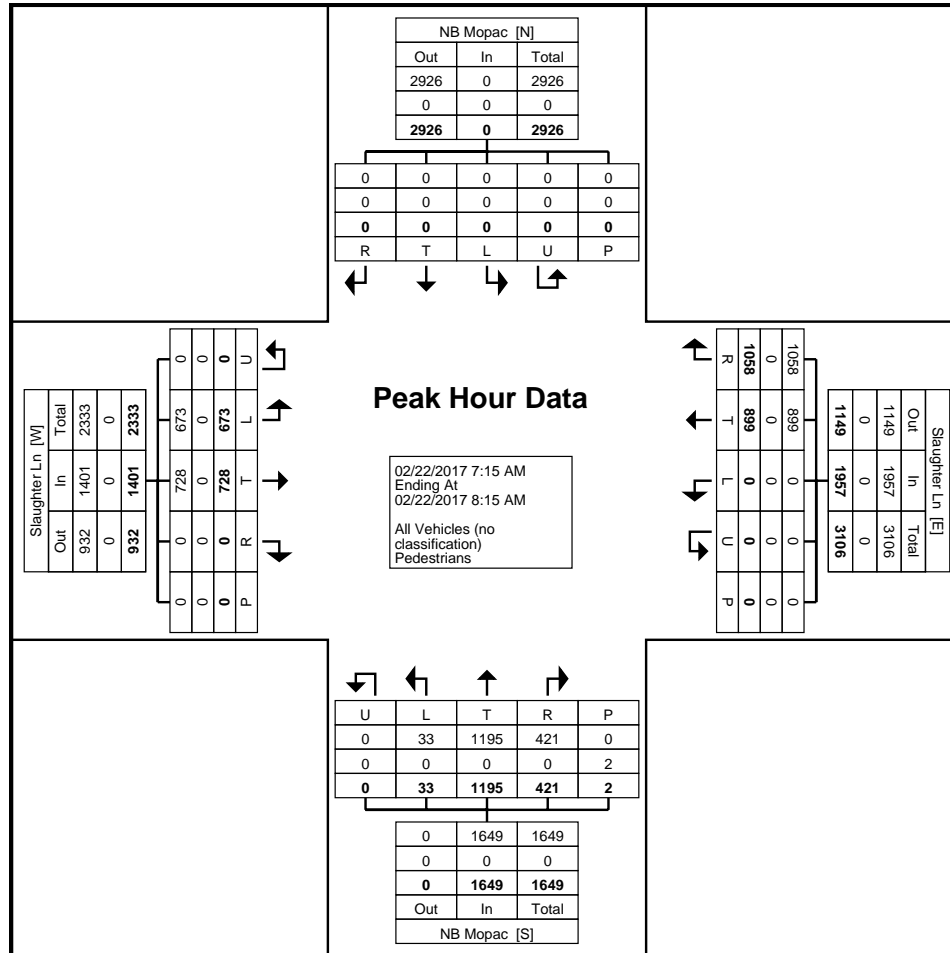 NB Mopac [N]
Out In Total
2926 0 2926
0 0 0
2926 0 2926
0 0 0 0 0
0 0 0 0 0
0 0 0 0 0
R T L U P
Slaughter Ln [W]
Total In Out
2333 1401 932
0 0 0
2333 1401 932
0 673 728 0 0
0 0 0 0 0
0 673 728 0 0
U L T R P
Peak Hour Data
02/22/2017 7:15 AM
Ending At
02/22/2017 8:15 AM
All Vehicles (no
classification)
Pedestrians
R T L U P
1058 899 0 0 0
0 0 0 0 0
1058 899 0 0 0
1149 1957 3106
0 0 0
1149 1957 3106
Out In Total
Slaughter Ln [E]
U L T R P
0 33 1195 421 0
0 0 0 0 2
0 33 1195 421 2
0 1649 1649
0 0 0
0 1649 1649
Out In Total
NB Mopac [S]